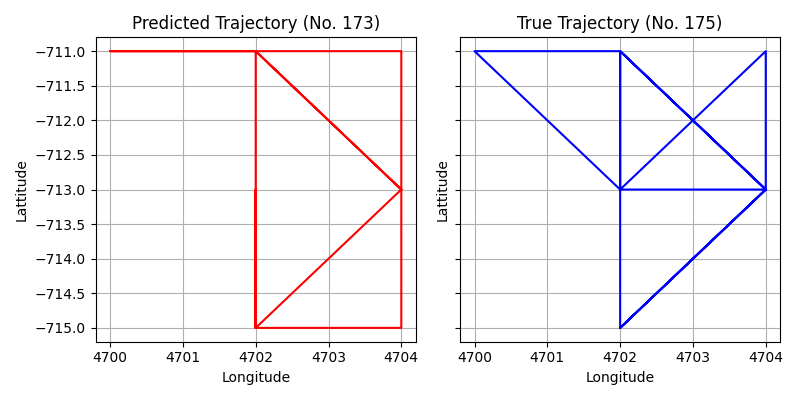 Predicted Trajectory (No. 173)
True Trajectory (No. 175)
−711.0
−711.5
−712.0
−712.5
−713.0
−713.5
−714.0
−714.5
−715.0
Lattitude
Lattitude
4700 4701 4702 4703 4704
4700 4701 4702 4703 4704
Longitude
Longitude